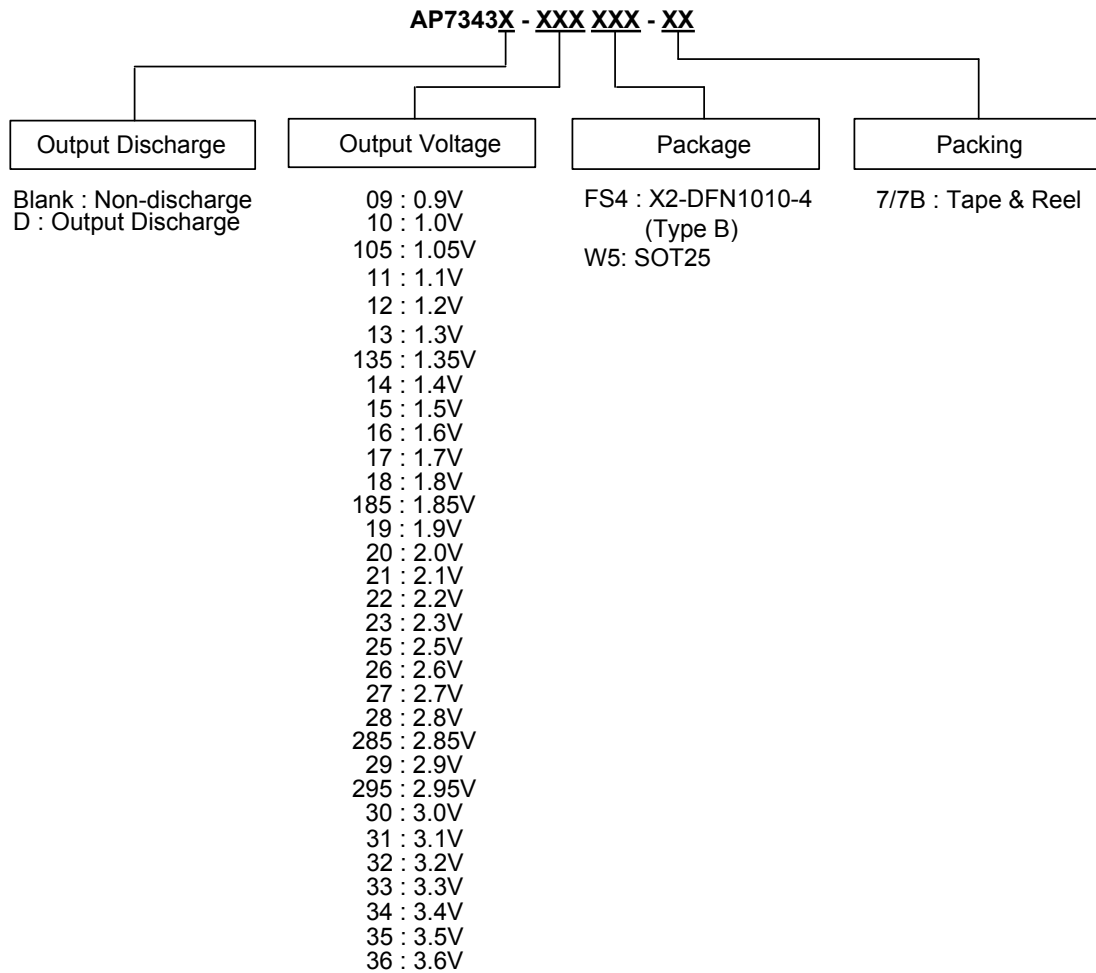 AP7343X - XXX XXX - XX
Output Discharge
Blank : Non-discharge
D : Output Discharge
Output Voltage
09 : 0.9V
10 : 1.0V
105 : 1.05V
11 : 1.1V
12 : 1.2V
13 : 1.3V
135 : 1.35V
14 : 1.4V
15 : 1.5V
16 : 1.6V
17 : 1.7V
18 : 1.8V
185 : 1.85V
19 : 1.9V
20 : 2.0V
21 : 2.1V
22 : 2.2V
23 : 2.3V
25 : 2.5V
26 : 2.6V
27 : 2.7V
28 : 2.8V
285 : 2.85V
29 : 2.9V
295 : 2.95V
30 : 3.0V
31 : 3.1V
32 : 3.2V
33 : 3.3V
34 : 3.4V
35 : 3.5V
36 : 3.6V
Package
FS4 : X2-DFN1010-4
(Type B)
W5: SOT25
Packing
7/7B : Tape & Reel